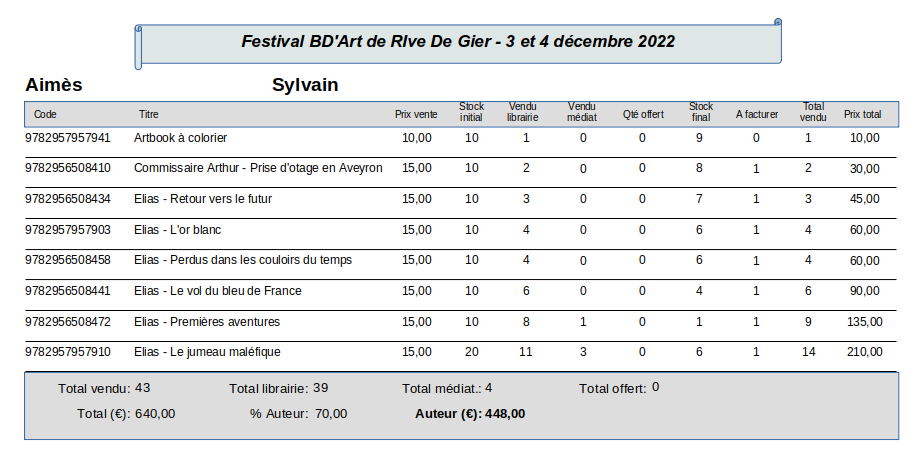 Festival BD'Art de RIve De Gier - 3 et 4 décembre 2022
Aimès Sylvain
Code Titre Prix vente Stock initial Vendu librairie Vendu médiat Qté offert Stock final A facturer Total vendu Prix total
9782957957941 Artbook à colorier 10,00 10 1 0 0 9 0 1 10,00
9782956508410 Commissaire Arthur - Prise d'otage en Aveyron 15,00 10 2 0 0 8 1 2 30,00
9782956508434 Elias - Retour vers le futur 15,00 10 3 0 0 7 1 3 45,00
9782957957903 Elias - L'or blanc 15,00 10 4 0 0 6 1 4 60,00
9782956508458 Elias - Perdus dans les couloirs du temps 15,00 10 4 0 0 6 1 4 60,00
9782956508441 Elias - Le vol du bleu de France 15,00 10 6 0 0 4 1 6 90,00
9782956508472 Elias - Premières aventures 15,00 10 8 1 0 1 1 9 135,00
9782957957910 Elias - Le jumeau maléfique 15,00 20 11 3 0 6 1 14 210,00
Total vendu: 43 Total librairie: 39 Total médiat.: 4 Total offert: 0
Total (€): 640,00 % Auteur: 70,00 Auteur (€): 448,00